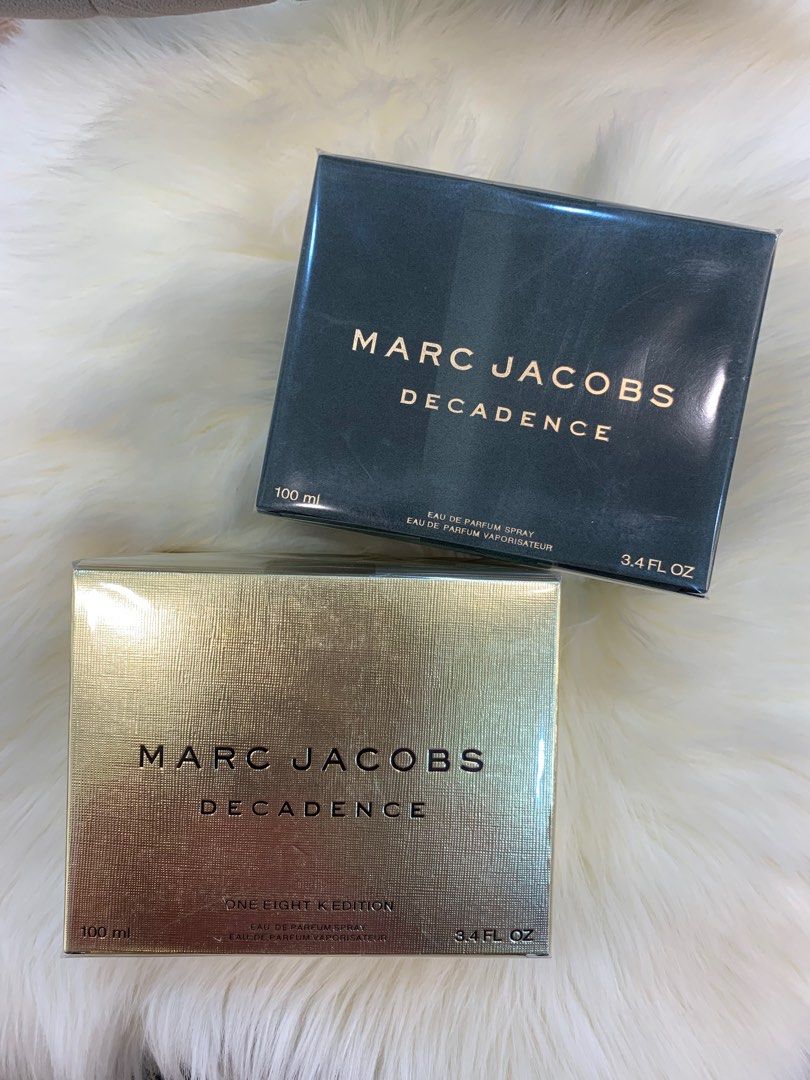 MARC JACOBS
DECADENCE
100 ml
EAU DE PARFUM SPRAY
EAU DE PARFUM VAPORISATEUR
3.4 FL OZ
MARC JACOBS
DECADENCE
ONE EIGHT K EDITION
100 ml
EAU DE PARFUM SPRAY
EAU DE PARFUM VAPORISATEUR
3.4 FL OZ